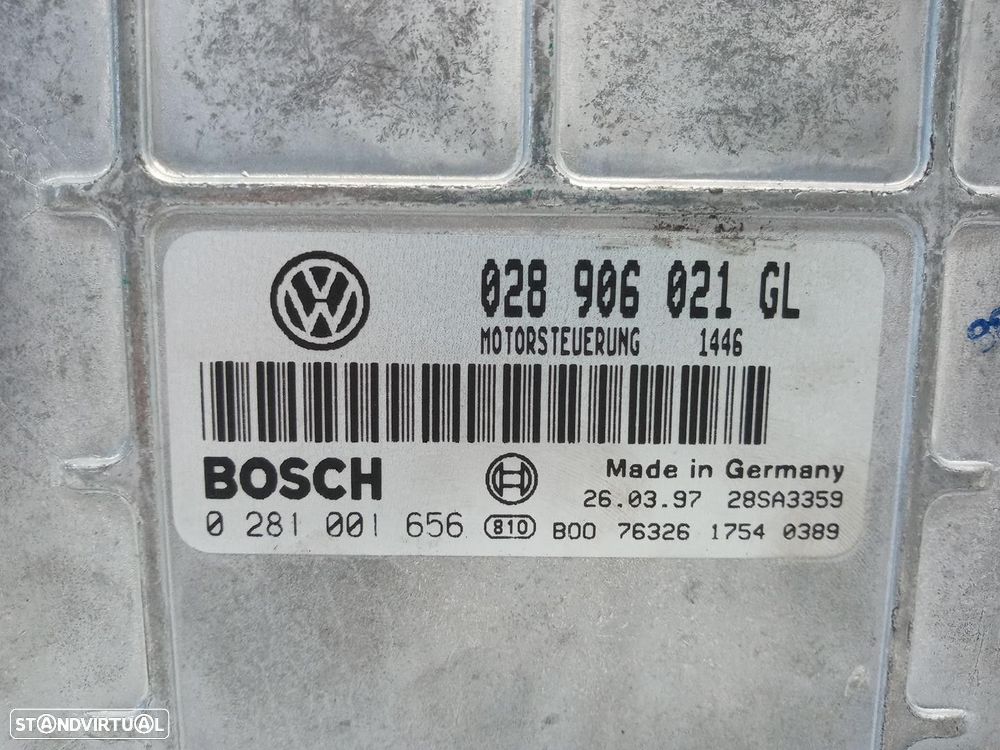 028 906 021 GL
MOTORSTEUERUNG 1446
BOSCH
Made in Germany
26.03.97 28SA3359
0 281 001 656 810 B00 76326 1754 0389
STANDVIRTUAL